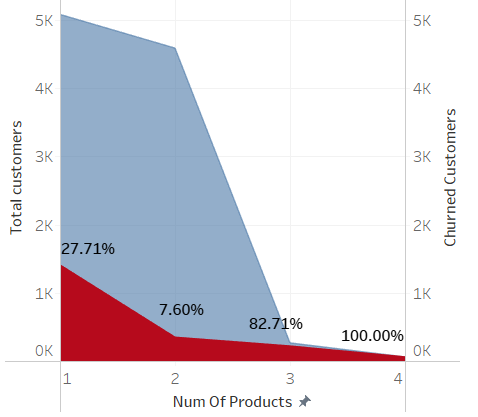 5K
5K
4K
4K
3K
3K
2K
2K
1K
1K
0K
0K
Total customers
Churned Customers
27.71%
7.60%
82.71%
100.00%
1
2
3
4
Num Of Products